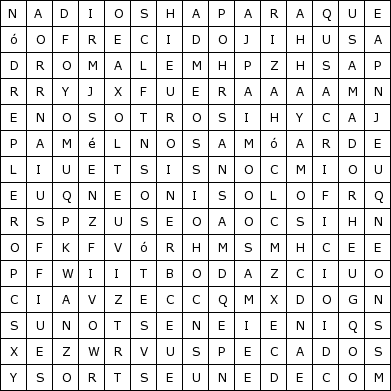 N A D I O S H A P A R A Q U E
ó O F R E C I D O J I H U S A
D R O M A L E M H P Z H S A P
R R Y J X F U E R A A A A M N
E N O S O T R O S I H Y C A J
P A M é L N O S A M ó A R D E
L I U E T S I S N O C M I O U
E U Q N E O N I S O L O F R Q
R S P Z U S E O A O C S I H N
O F K F V ó R H M S M H C E E
P F W I I T B O D A Z C I U O
C I A V Z E C C Q M X D O G N
S U N O T S E N E I E N I Q S
X E Z W R V U S P E C A D O S
Y S O R T S E U N E D E C O M